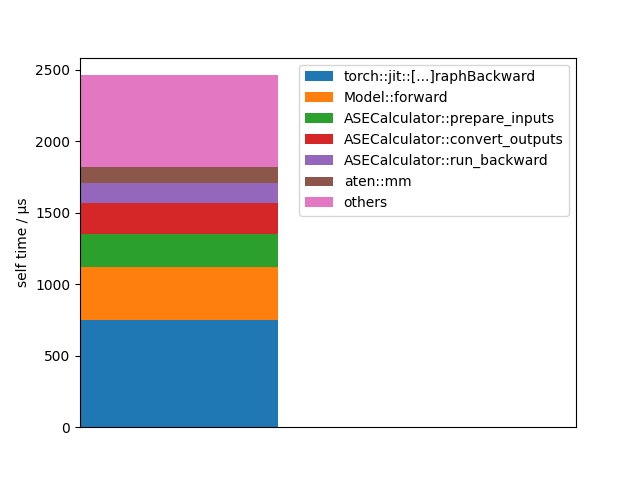 2500
2000
1500
1000
500
0
self time / µs
torch::jit::[...]raphBackward
Model::forward
ASECalculator::prepare_inputs
ASECalculator::convert_outputs
ASECalculator::run_backward
aten::mm
others